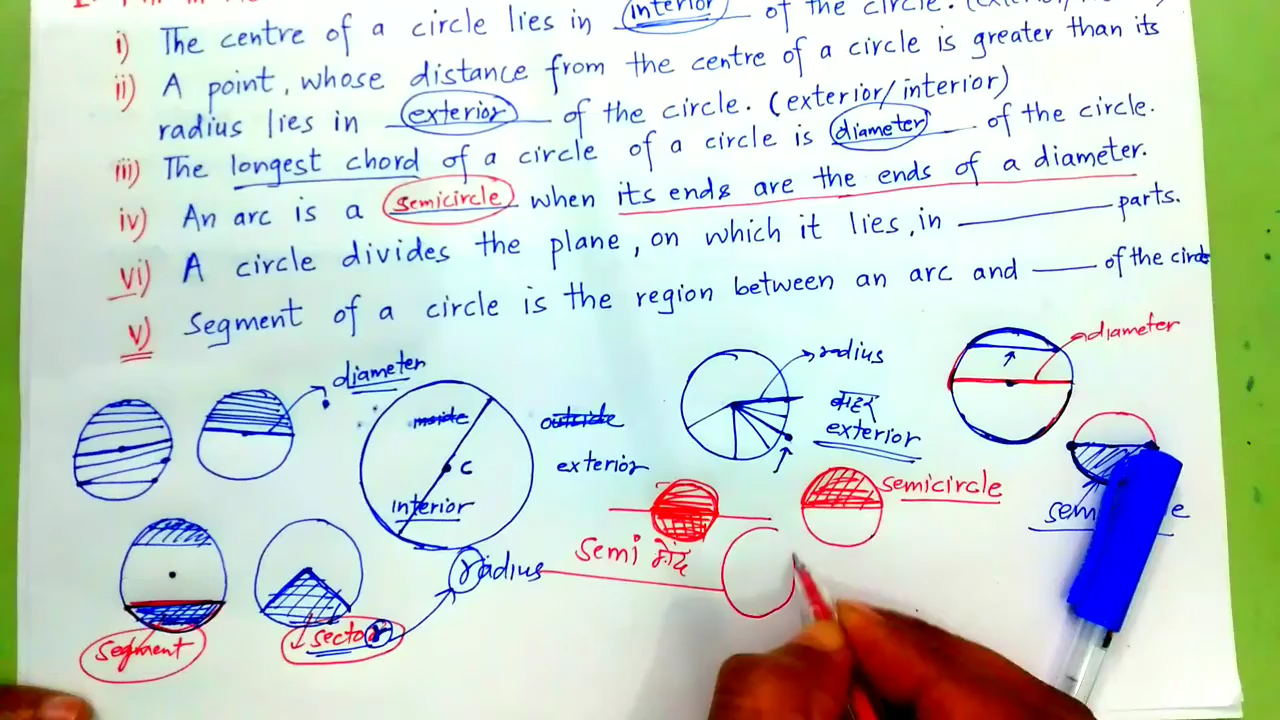 i) The centre of a circle lies in interior of the circle.
ii) A point, whose distance from the centre of a circle is greater than its
radius lies in exterior of the circle. (exterior/interior)
iii) The longest chord of a circle of a circle is diameter of the circle.
iv) An arc is a semicircle when its ends are the ends of a diameter.
vi) A circle divides the plane, on which it lies, in ________ parts.
v) Segment of a circle is the region between an arc and ____ of the circle
diameter
inside
outside
C
exterior
interior
radius
exterior
diameter
semicircle
semi
radius
segment
sector